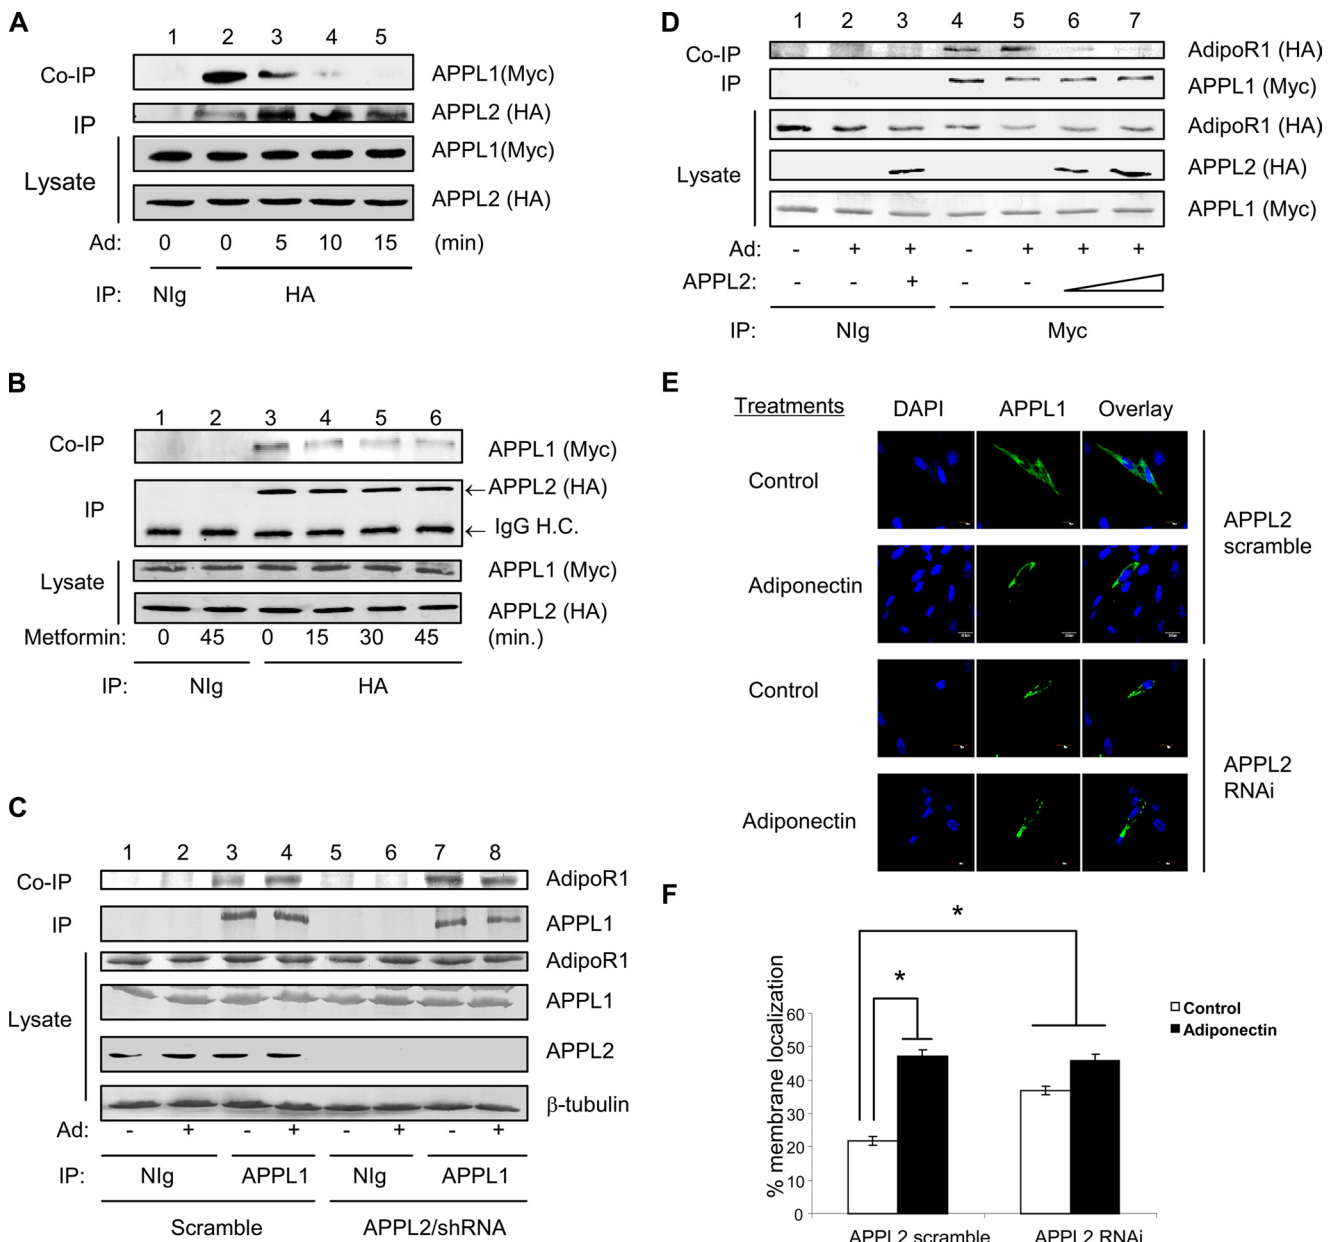 A
1 2 3 4 5
Co-IP APPL1(Myc)
IP APPL2 (HA)
Lysate APPL1(Myc)
APPL2 (HA)
Ad: 0 0 5 10 15 (min)
IP: NIg HA
B
1 2 3 4 5 6
Co-IP APPL1 (Myc)
IP ←APPL2 (HA)
← IgG H.C.
Lysate APPL1 (Myc)
APPL2 (HA)
Metformin: 0 45 0 15 30 45 (min.)
IP: NIg HA
C
1 2 3 4 5 6 7 8
Co-IP AdipoR1
IP APPL1
Lysate AdipoR1
APPL1
APPL2
β-tubulin
Ad: - + - + - + - +
IP: NIg APPL1 NIg APPL1
Scramble APPL2/shRNA
D
1 2 3 4 5 6 7
Co-IP AdipoR1 (HA)
IP APPL1 (Myc)
Lysate AdipoR1 (HA)
APPL2 (HA)
APPL1 (Myc)
Ad: - + + - + + +
APPL2: - - + - -
IP: NIg Myc
E
Treatments DAPI APPL1 Overlay
Control
Adiponectin
APPL2
scramble
Control
Adiponectin
APPL2
RNAi
F
*
*
% membrane localization
60
50
40
30
20
10
0
Control
Adiponectin
APPL2 scramble APPL2 RNAi